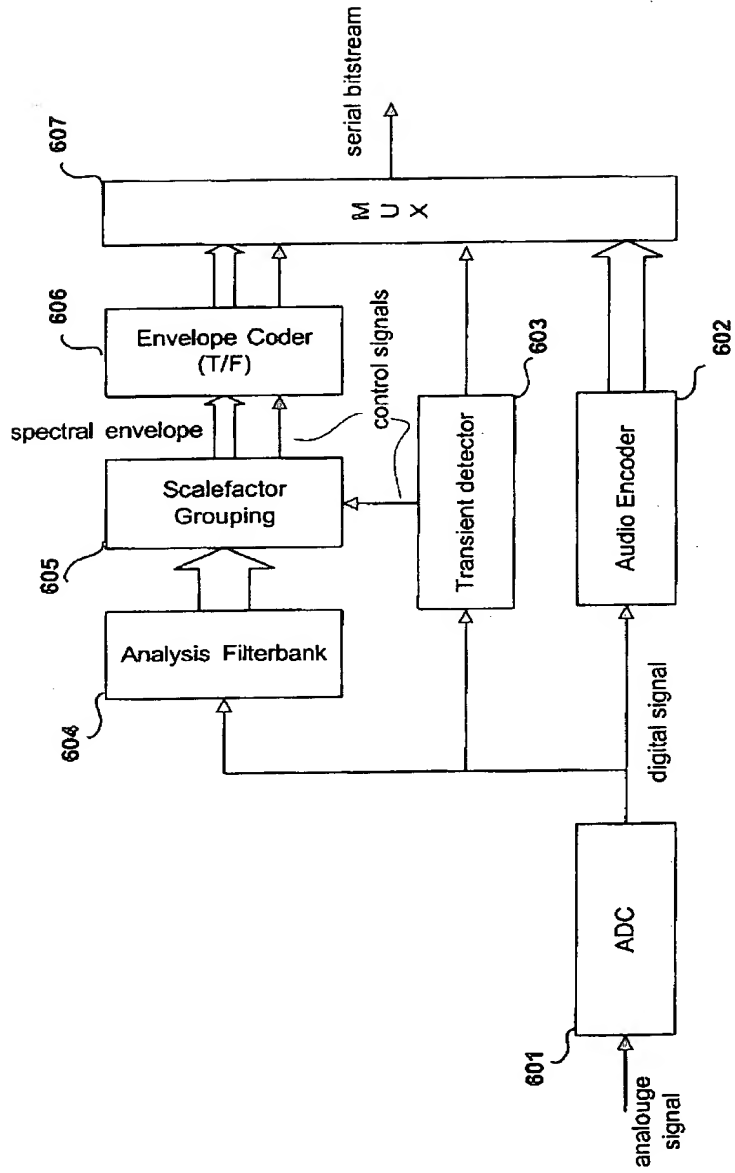 analouge
signal
601
ADC
digital signal
604
Analysis Filterbank
605
Scalefactor
Grouping
spectral envelope
606
Envelope Coder
(T/F)
control signals
603
Transient detector
602
Audio Encoder
607
M
U
X
serial bitstream